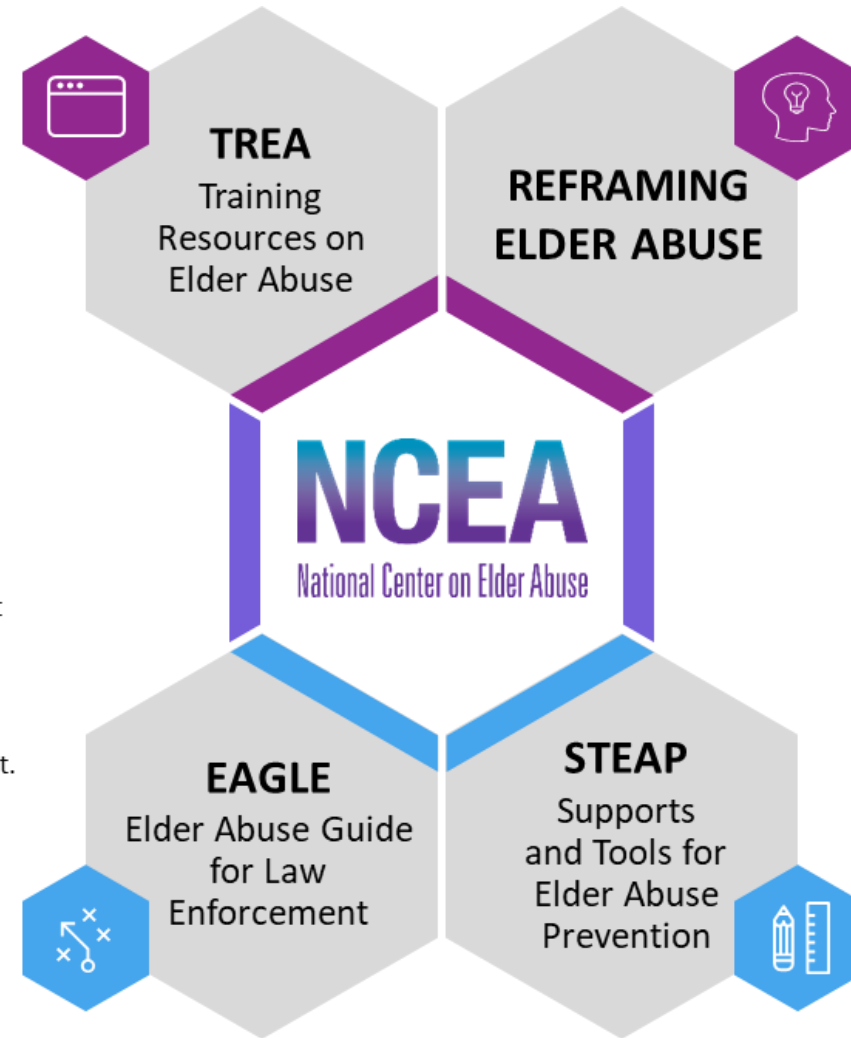 TREA
Training
Resources on
Elder Abuse
REFRAMING
ELDER ABUSE
NCEA
National Center on Elder Abuse
t.
EAGLE
Elder Abuse Guide
for Law
Enforcement
STEAP
Supports
and Tools for
Elder Abuse
Prevention